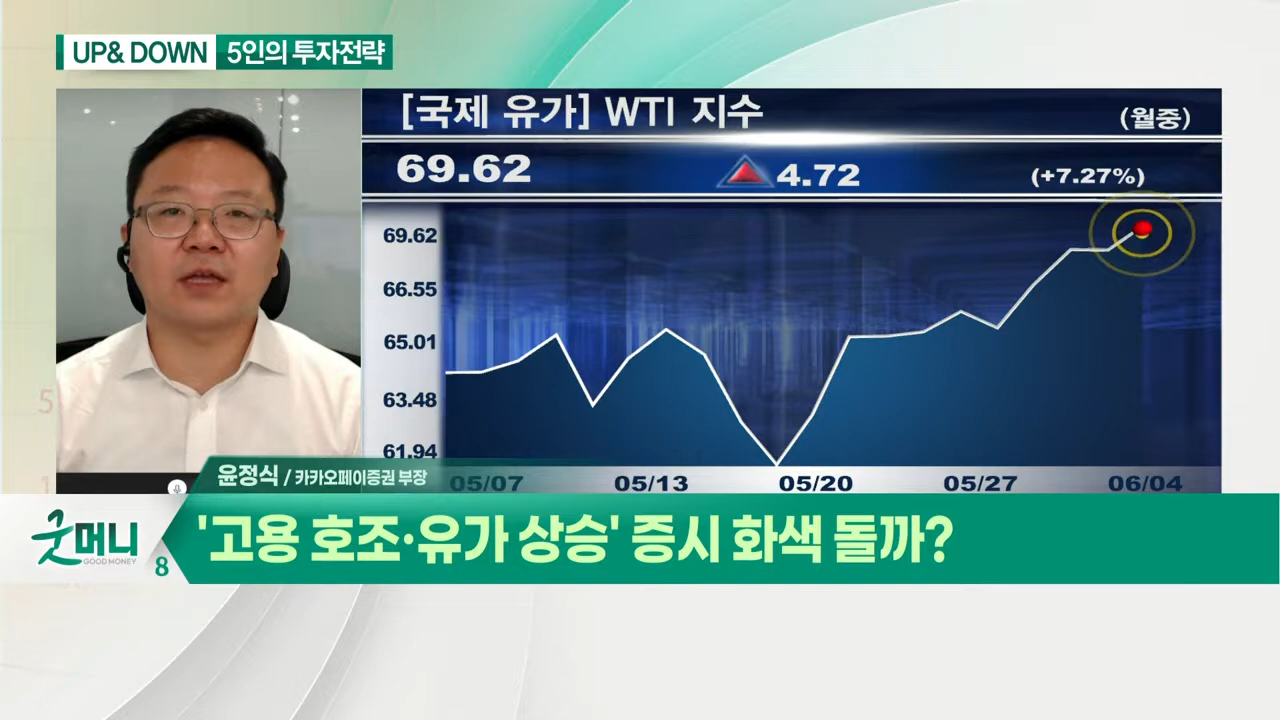 UP& DOWN 5인의 투자전략
[국제 유가] WTI 지수 (월중)
69.62 4.72 (+7.27%)
69.62
66.55
65.01
63.48
61.94
05/07 05/13 05/20 05/27 06/04
윤정식 / 카카오페이증권 부장
'고용 호조·유가 상승' 증시 화색 돌까?
굿머니
GOOD MONEY
8
5
1